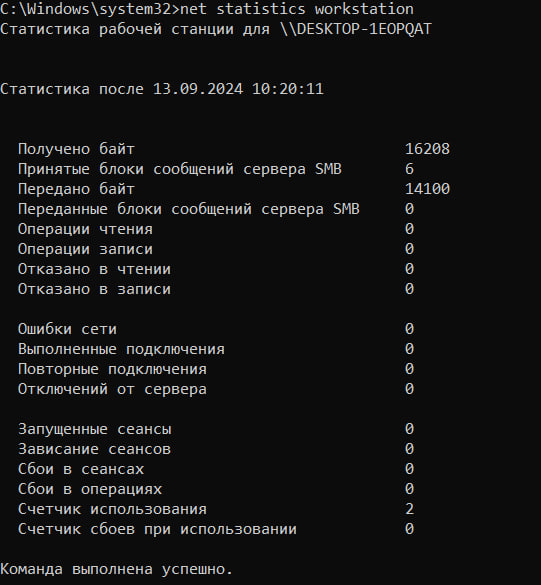 C:\Windows\system32>net statistics workstation
Статистика рабочей станции для \\DESKTOP-1EOPQAT
Статистика после 13.09.2024 10:20:11
Получено байт 16208
Принятые блоки сообщений сервера SMB 6
Передано байт 14100
Переданные блоки сообщений сервера SMB 0
Операции чтения 0
Операции записи 0
Отказано в чтении 0
Отказано в записи 0
Ошибки сети 0
Выполненные подключения 0
Повторные подключения 0
Отключений от сервера 0
Запущенные сеансы 0
Зависание сеансов 0
Сбои в сеансах 0
Сбои в операциях 0
Счетчик использования 2
Счетчик сбоев при использовании 0
Команда выполнена успешно.